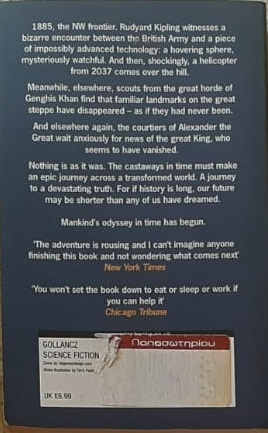 1885, the NW frontier. Rudyard Kipling witnesses a
bizarre encounter between the British Army and a piece
of impossibly advanced technology: a hovering sphere,
mysteriously watchful. And then, shockingly, a helicopter
from 2037 comes over the hill.
Meanwhile, elsewhere, scouts from the great horde of
Genghis Khan find that familiar landmarks on the great
steppe have disappeared – as if they had never been.
And elsewhere again, the courtiers of Alexander the
Great wait anxiously for news of the great King, who
seems to have vanished.
Nothing is as it was. The castaways in time must make
an epic journey across a transformed world. A journey
to a devastating truth. For if history is long, our future
may be shorter than any of us have dreamed.
Mankind's odyssey in time has begun.
'The adventure is rousing and I can't imagine anyone
finishing this book and not wondering what comes next'
New York Times
'You won't set the book down to eat or sleep or work if
you can help it'
Chicago Tribune
GOLLANCZ
SCIENCE FICTION
UK £6.99
Παπασωτηρίου